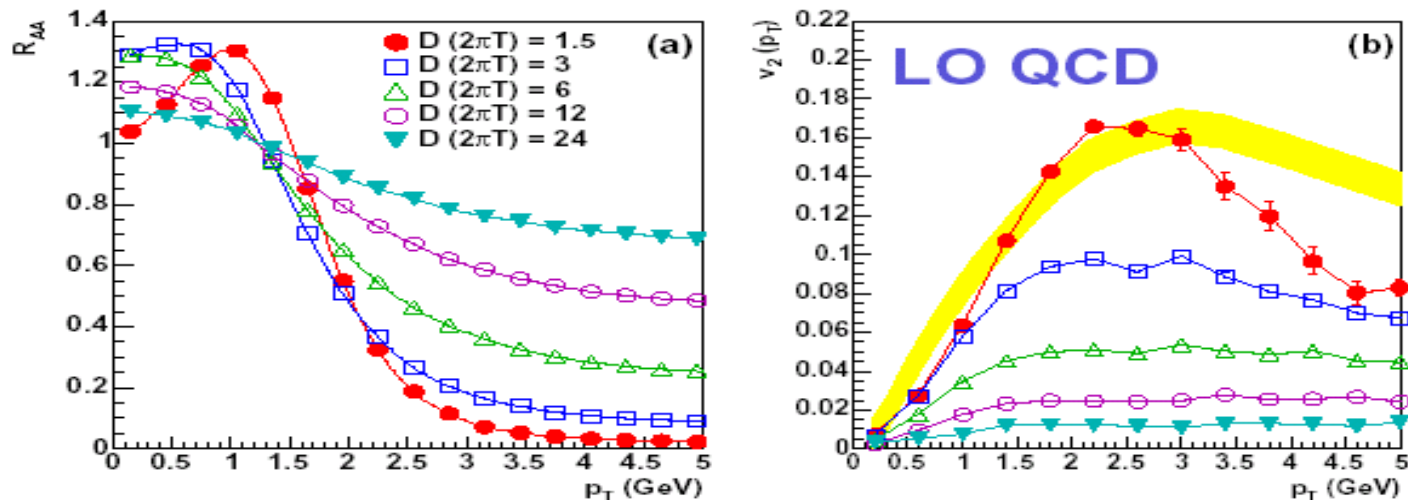 R_AA
1.4
1.2
1
0.8
0.6
0.4
0.2
0
(a)
D (2πT) = 1.5
D (2πT) = 3
D (2πT) = 6
D (2πT) = 12
D (2πT) = 24
0 0.5 1 1.5 2 2.5 3 3.5 4 4.5 5
p_T (GeV)
v_2(p_T)
0.22
0.2
0.18
0.16
0.14
0.12
0.1
0.08
0.06
0.04
0.02
0
LO QCD
(b)
0 0.5 1 1.5 2 2.5 3 3.5 4 4.5 5
p_T (GeV)